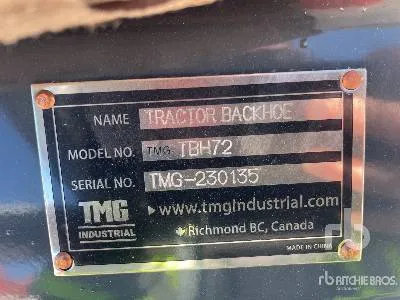 NAME TRACTOR BACKHOE
MODEL NO. TMG- TBH72
SERIAL NO. TMG-230135
TMG
INDUSTRIAL
www.tmgindustrial.com
Richmond BC, Canada
MADE IN CHINA
rb RITCHIE BROS.
Auctioneers